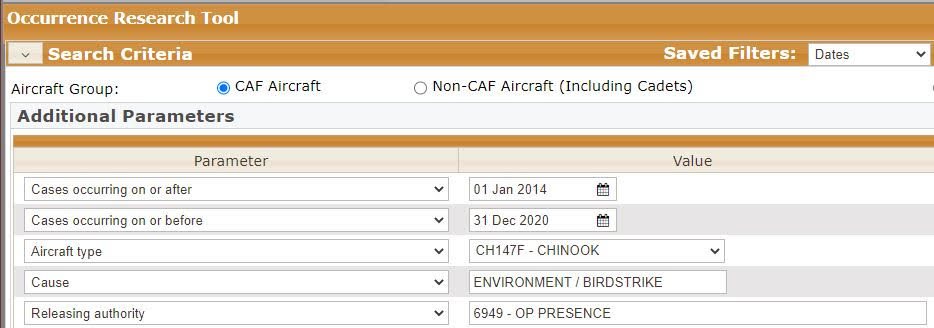 Occurrence Research Tool
Search Criteria Saved Filters: Dates
Aircraft Group: CAF Aircraft Non-CAF Aircraft (Including Cadets)
Additional Parameters
Parameter Value
Cases occurring on or after 01 Jan 2014
Cases occurring on or before 31 Dec 2020
Aircraft type CH147F - CHINOOK
Cause ENVIRONMENT / BIRDSTRIKE
Releasing authority 6949 - OP PRESENCE